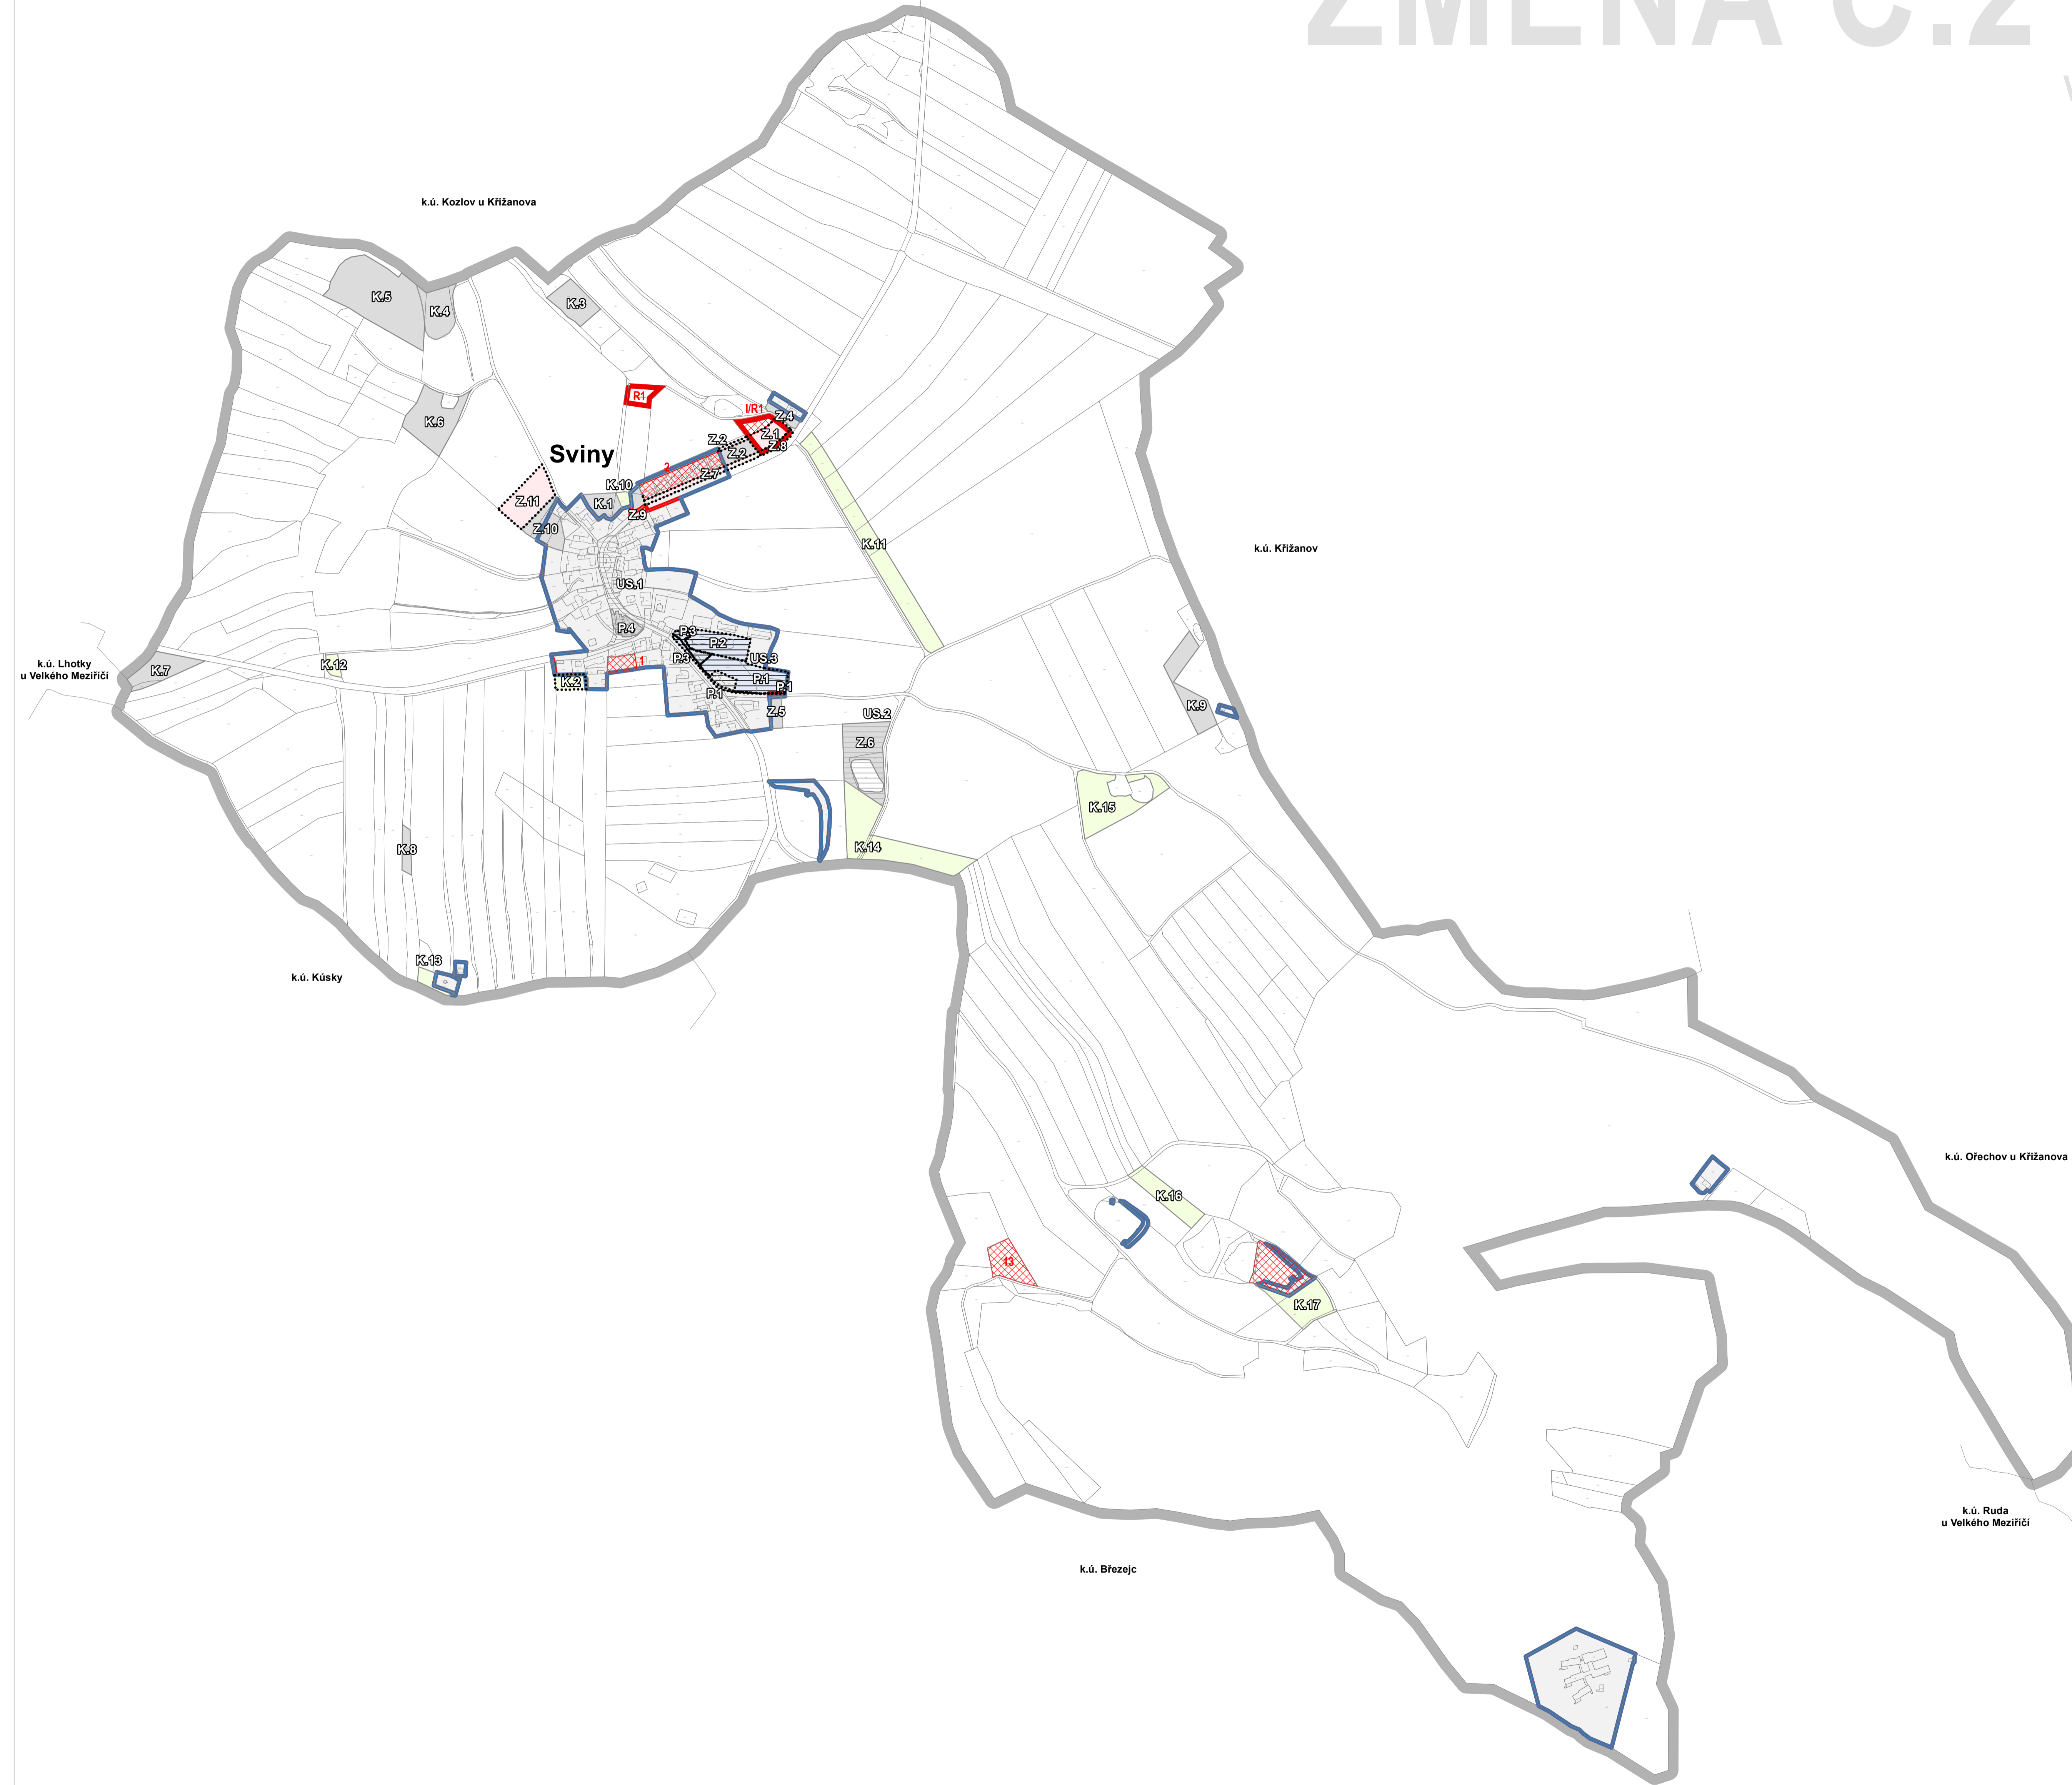 ZMĚNA Č.2
k.ú. Kozlov u Křižanova
K.5
K.4
K.3
R1
I/R1
Z.4
K.6
Z.1
Z.2
Z.8
Z.2
Sviny
2
Z.7
K.10
Z.11
K.1
Z.9
Z.10
K.11
k.ú. Křižanov
US.1
P.4
P.3
P.2
k.ú. Lhotky
u Velkého Meziříčí
K.7
K.12
1
P.3
US.3
K.2
P.1
P.1
P.1
Z.5
US.2
K.9
Z.6
K.15
K.8
K.14
K.13
k.ú. Kúsky
k.ú. Ořechov u Křižanova
K.16
13
K.17
k.ú. Ruda
u Velkého Meziříčí
k.ú. Březejc